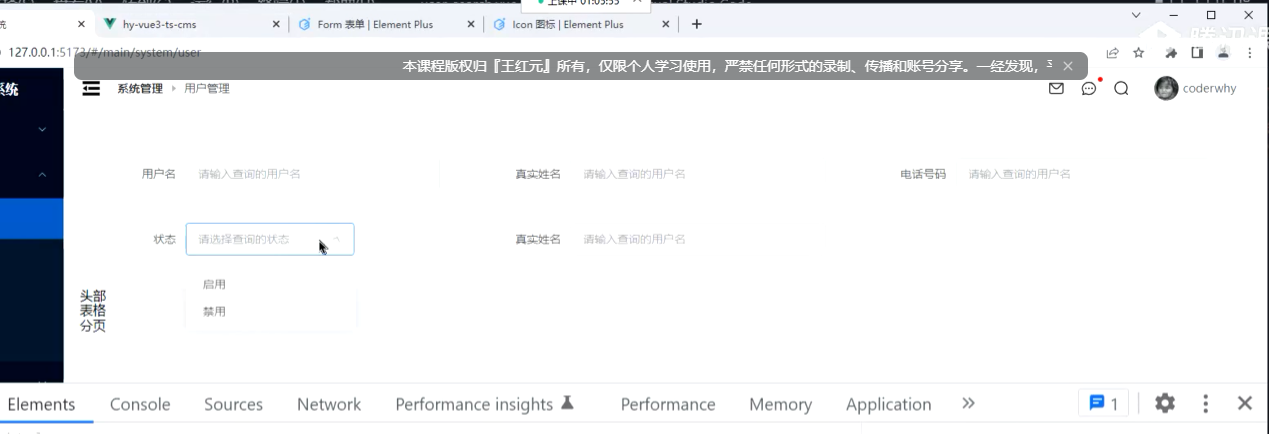 上课中 01:05:55
统
hy-vue3-ts-cms
Form 表单 | Element Plus
Icon 图标 | Element Plus
127.0.0.1:5173/#/main/system/user
本课程版权归『王红元』所有，仅限个人学习使用，严禁任何形式的录制、传播和账号分享。一经发现，
系统
系统管理
用户管理
coderwhy
用户名
请输入查询的用户名
真实姓名
请输入查询的用户名
电话号码
请输入查询的用户名
状态
请选择查询的状态
真实姓名
请输入查询的用户名
启用
禁用
头部
表格
分页
Elements
Console
Sources
Network
Performance insights
Performance
Memory
Application
1